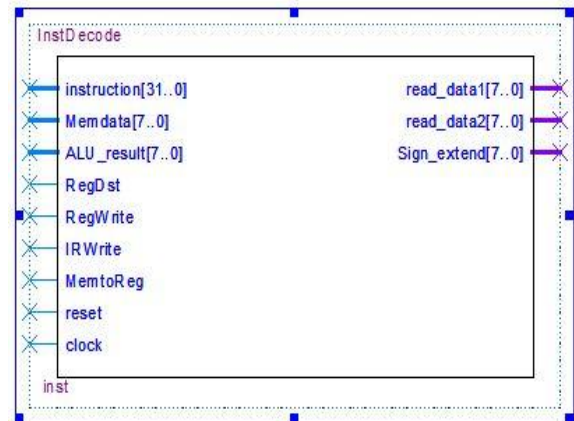 InstDecode
instruction[31..0]
Memdata[7..0]
ALU_result[7..0]
RegDst
RegWrite
IRWrite
MemtoReg
reset
clock
read_data1[7..0]
read_data2[7..0]
Sign_extend[7..0]
inst